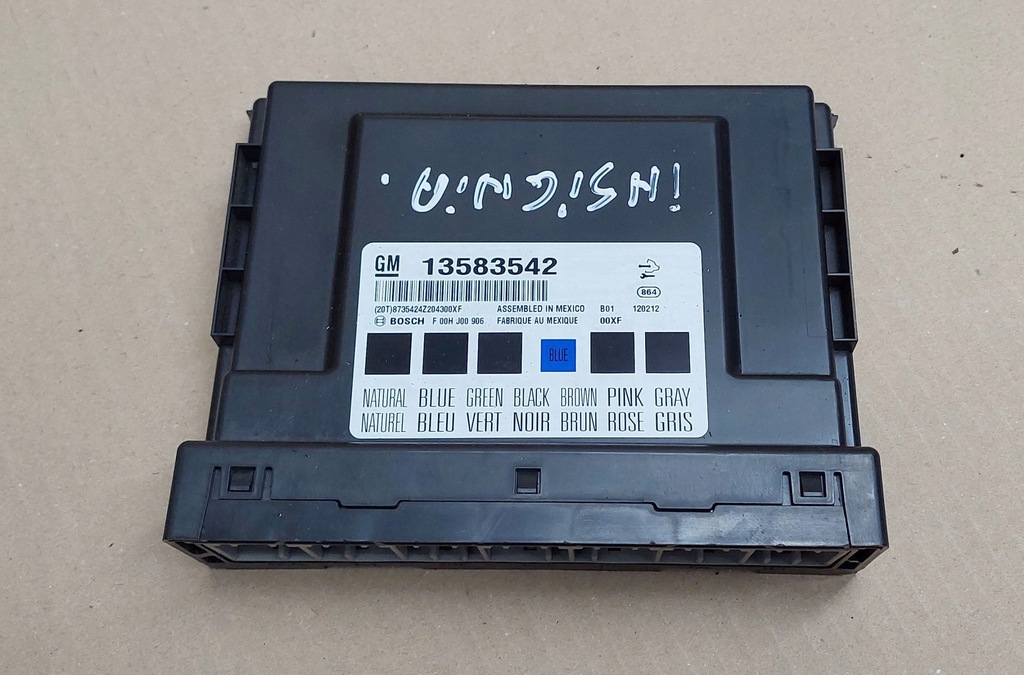 iNSiGNiA.
GM 13583542
864
(20T)8735424Z204300XF ASSEMBLED IN MEXICO B01 120212
BOSCH F 00H J00 906 FABRIQUE AU MEXIQUE 00XF
BLUE
NATURAL BLUE GREEN BLACK BROWN PINK GRAY
NATUREL BLEU VERT NOIR BRUN ROSE GRIS